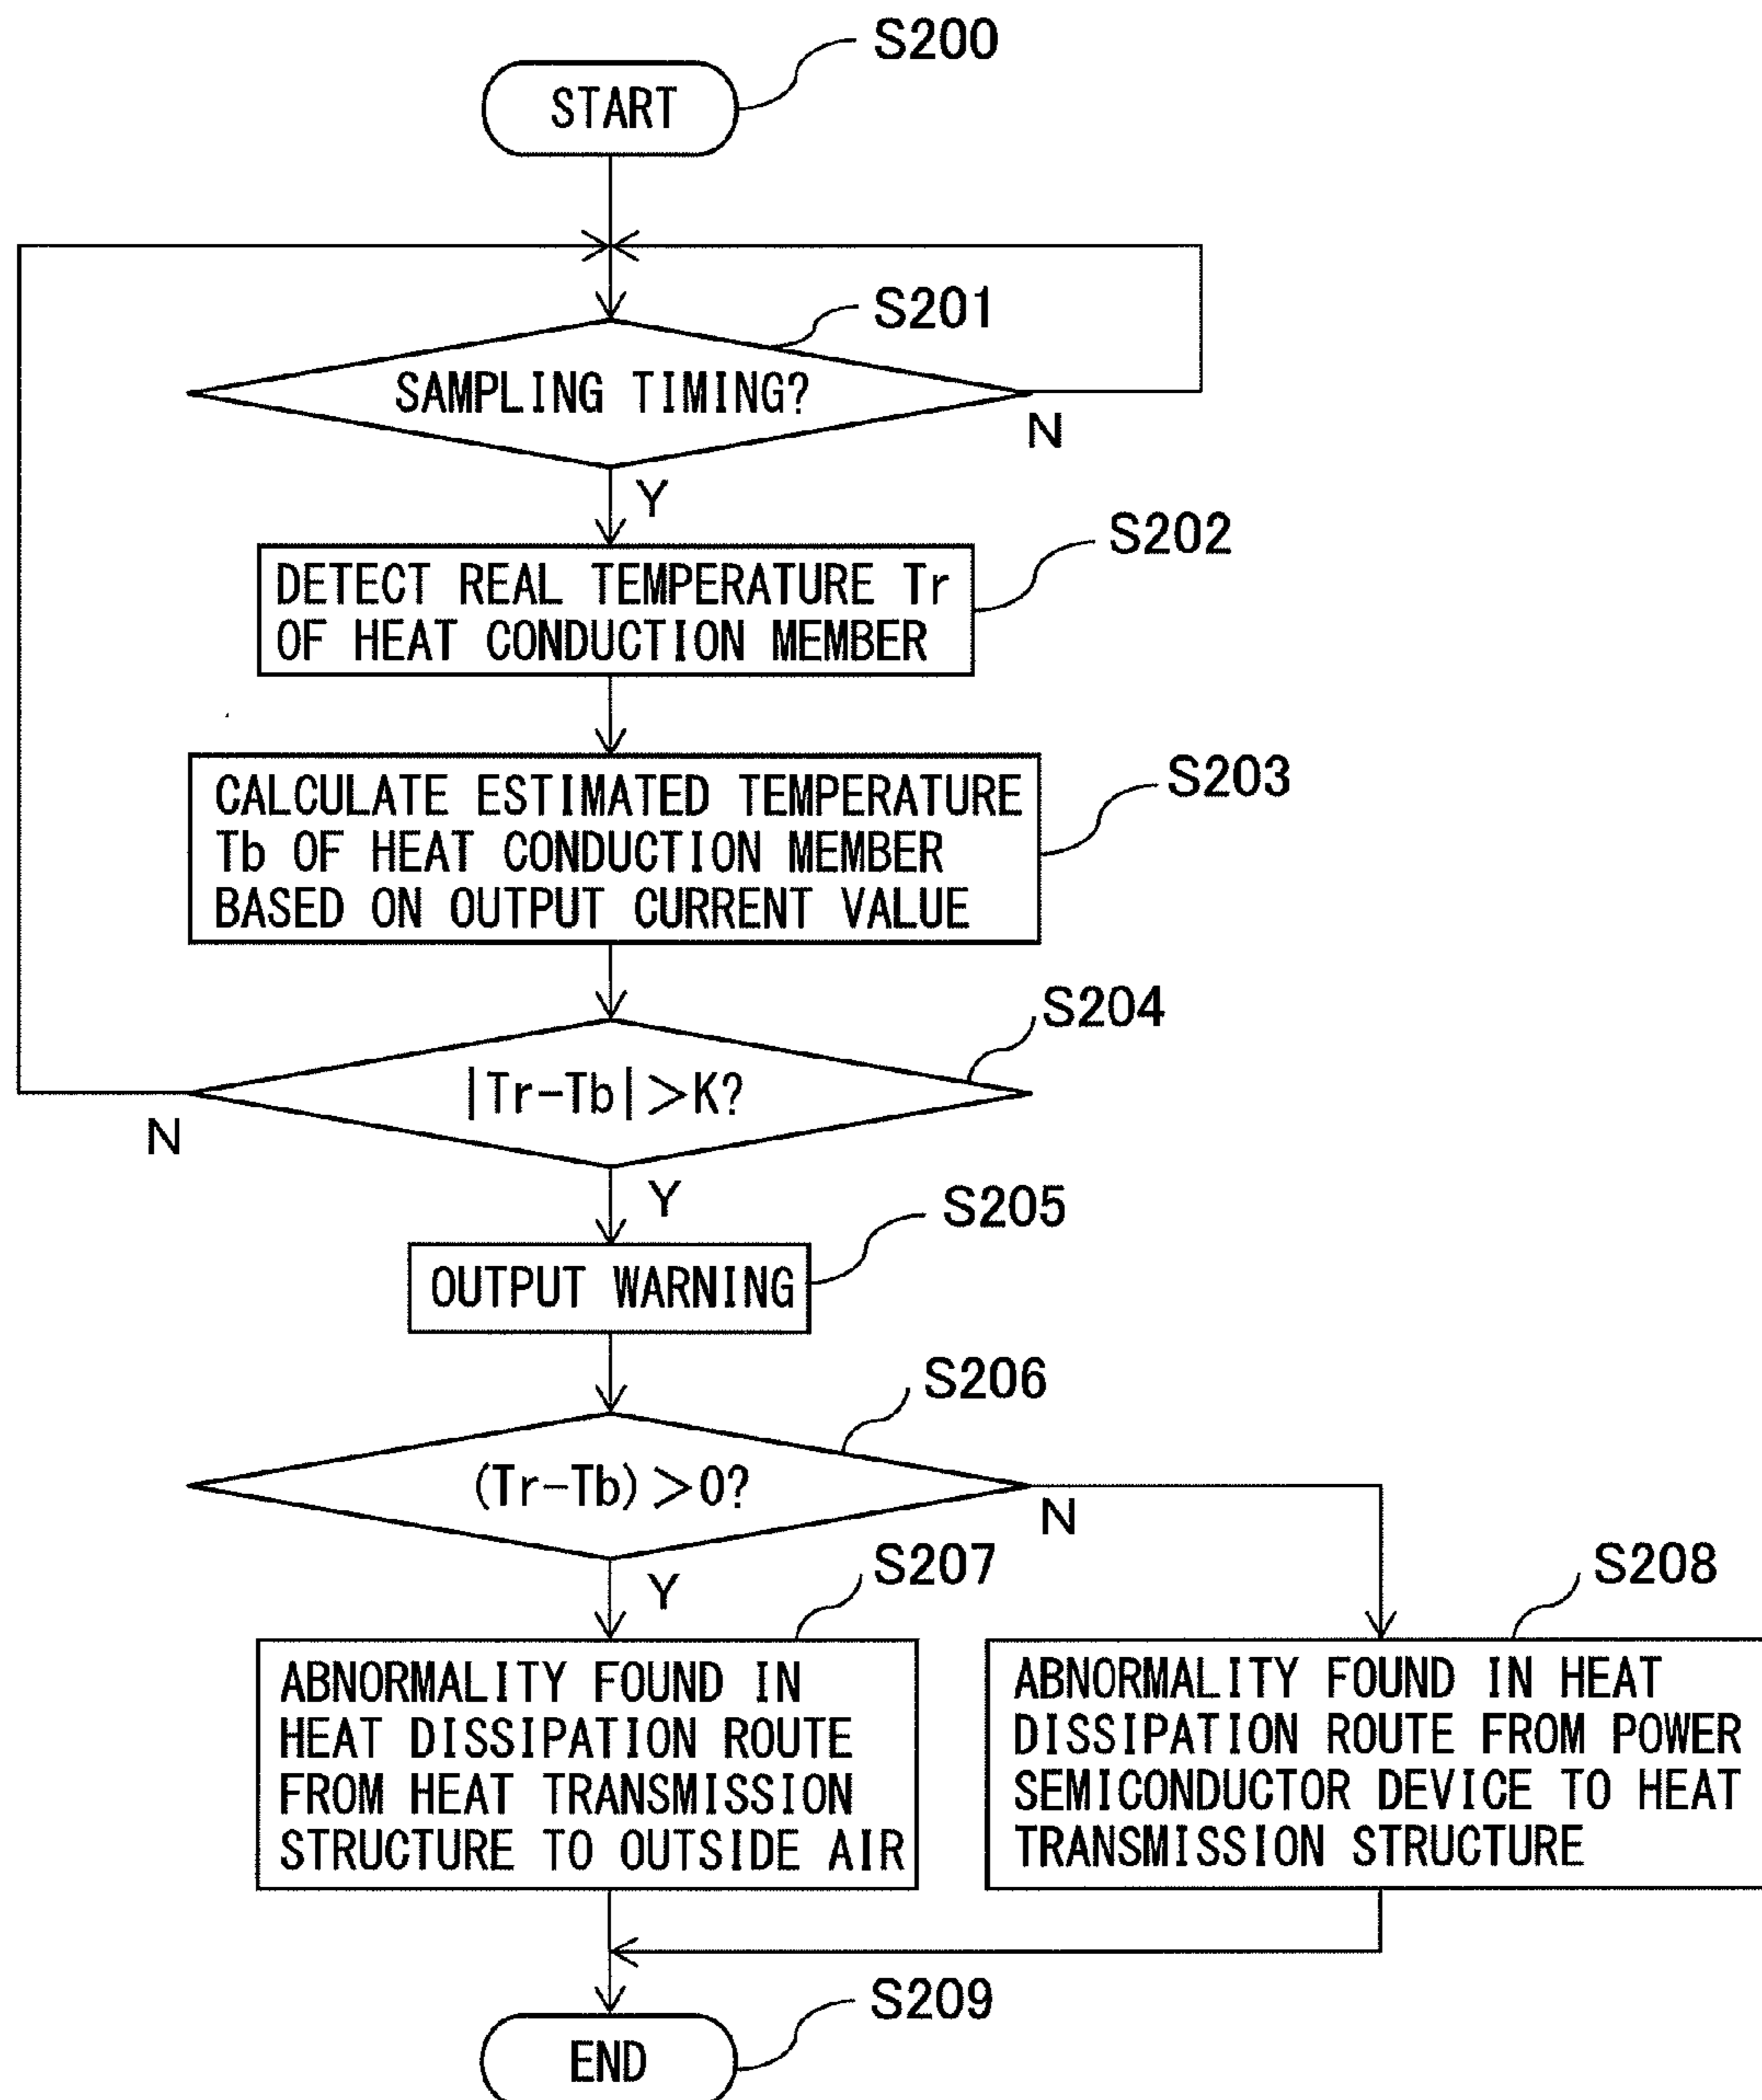 S200
START
S201
SAMPLING TIMING?
N
Y
S202
DETECT REAL TEMPERATURE Tr
OF HEAT CONDUCTION MEMBER
S203
CALCULATE ESTIMATED TEMPERATURE
Tb OF HEAT CONDUCTION MEMBER
BASED ON OUTPUT CURRENT VALUE
S204
|Tr-Tb|>K?
N
Y
S205
OUTPUT WARNING
S206
(Tr-Tb)>0?
N
Y
S207
ABNORMALITY FOUND IN
HEAT DISSIPATION ROUTE
FROM HEAT TRANSMISSION
STRUCTURE TO OUTSIDE AIR
S208
ABNORMALITY FOUND IN HEAT
DISSIPATION ROUTE FROM POWER
SEMICONDUCTOR DEVICE TO HEAT
TRANSMISSION STRUCTURE
S209
END